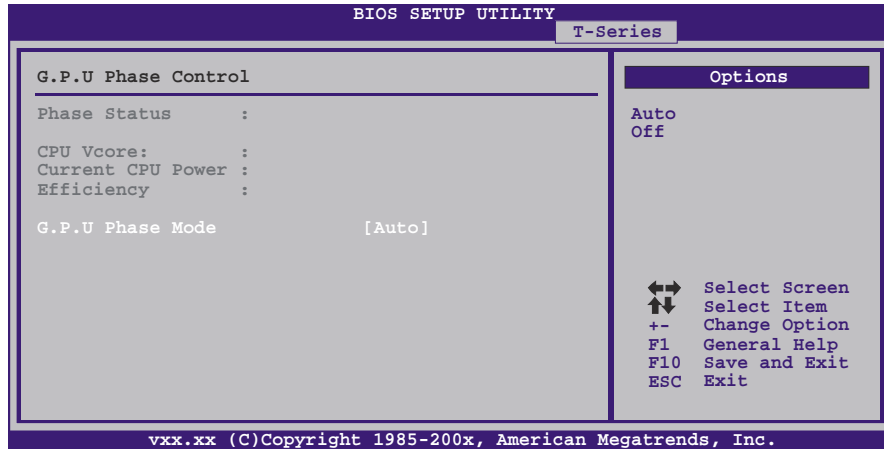 BIOS SETUP UTILITY
T-Series
G.P.U Phase Control
Phase Status :
CPU Vcore: :
Current CPU Power :
Efficiency :
G.P.U Phase Mode [Auto]
Options
Auto
Off
Select Screen
Select Item
+- Change Option
F1 General Help
F10 Save and Exit
ESC Exit
vxx.xx (C)Copyright 1985-200x, American Megatrends, Inc.